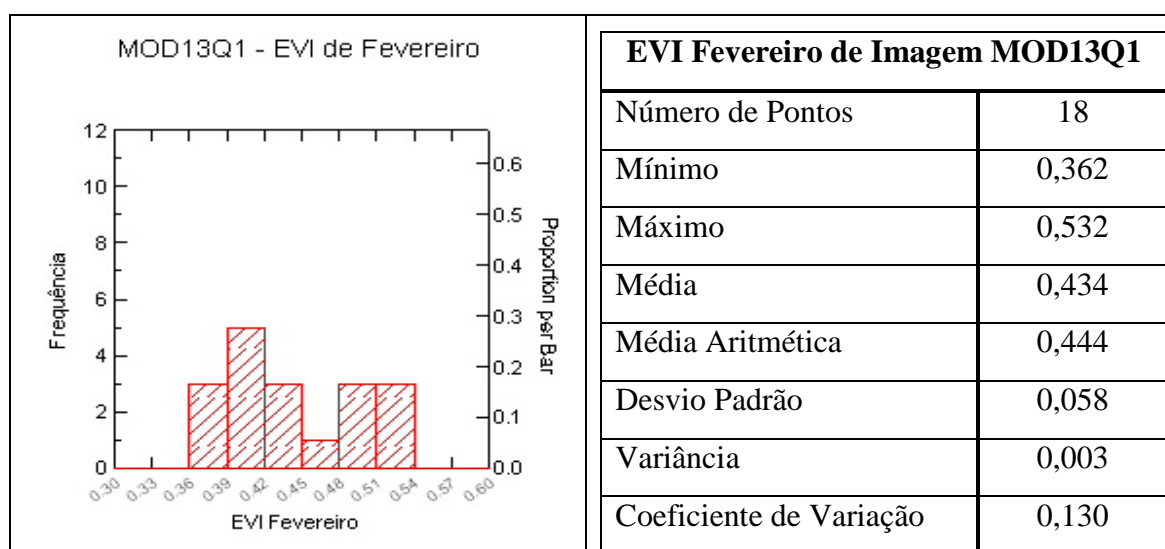 MOD13Q1 - EVI de Fevereiro
12
10
8
6
4
2
0
Frequência
0.6
0.5
0.4
0.3
0.2
0.1
0.0
Proportion per Bar
0.30 0.33 0.36 0.39 0.42 0.45 0.48 0.51 0.54 0.57 0.60
EVI Fevereiro
EVI Fevereiro de Imagem MOD13Q1
Número de Pontos 18
Mínimo 0,362
Máximo 0,532
Média 0,434
Média Aritmética 0,444
Desvio Padrão 0,058
Variância 0,003
Coeficiente de Variação 0,130